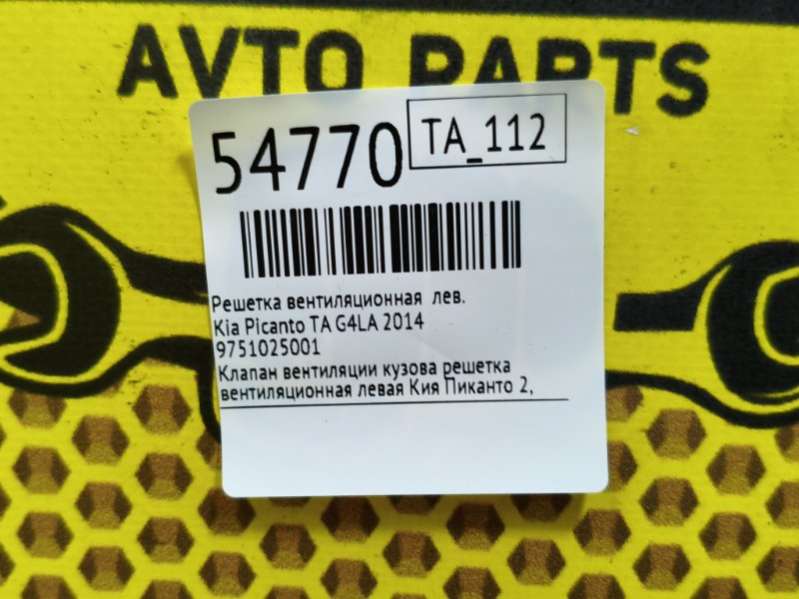 AVTO PARTS
54770
TA_112
Решетка вентиляционная лев.
Kia Picanto TA G4LA 2014
9751025001
Клапан вентиляции кузова решетка
вентиляционная левая Кия Пиканто 2,